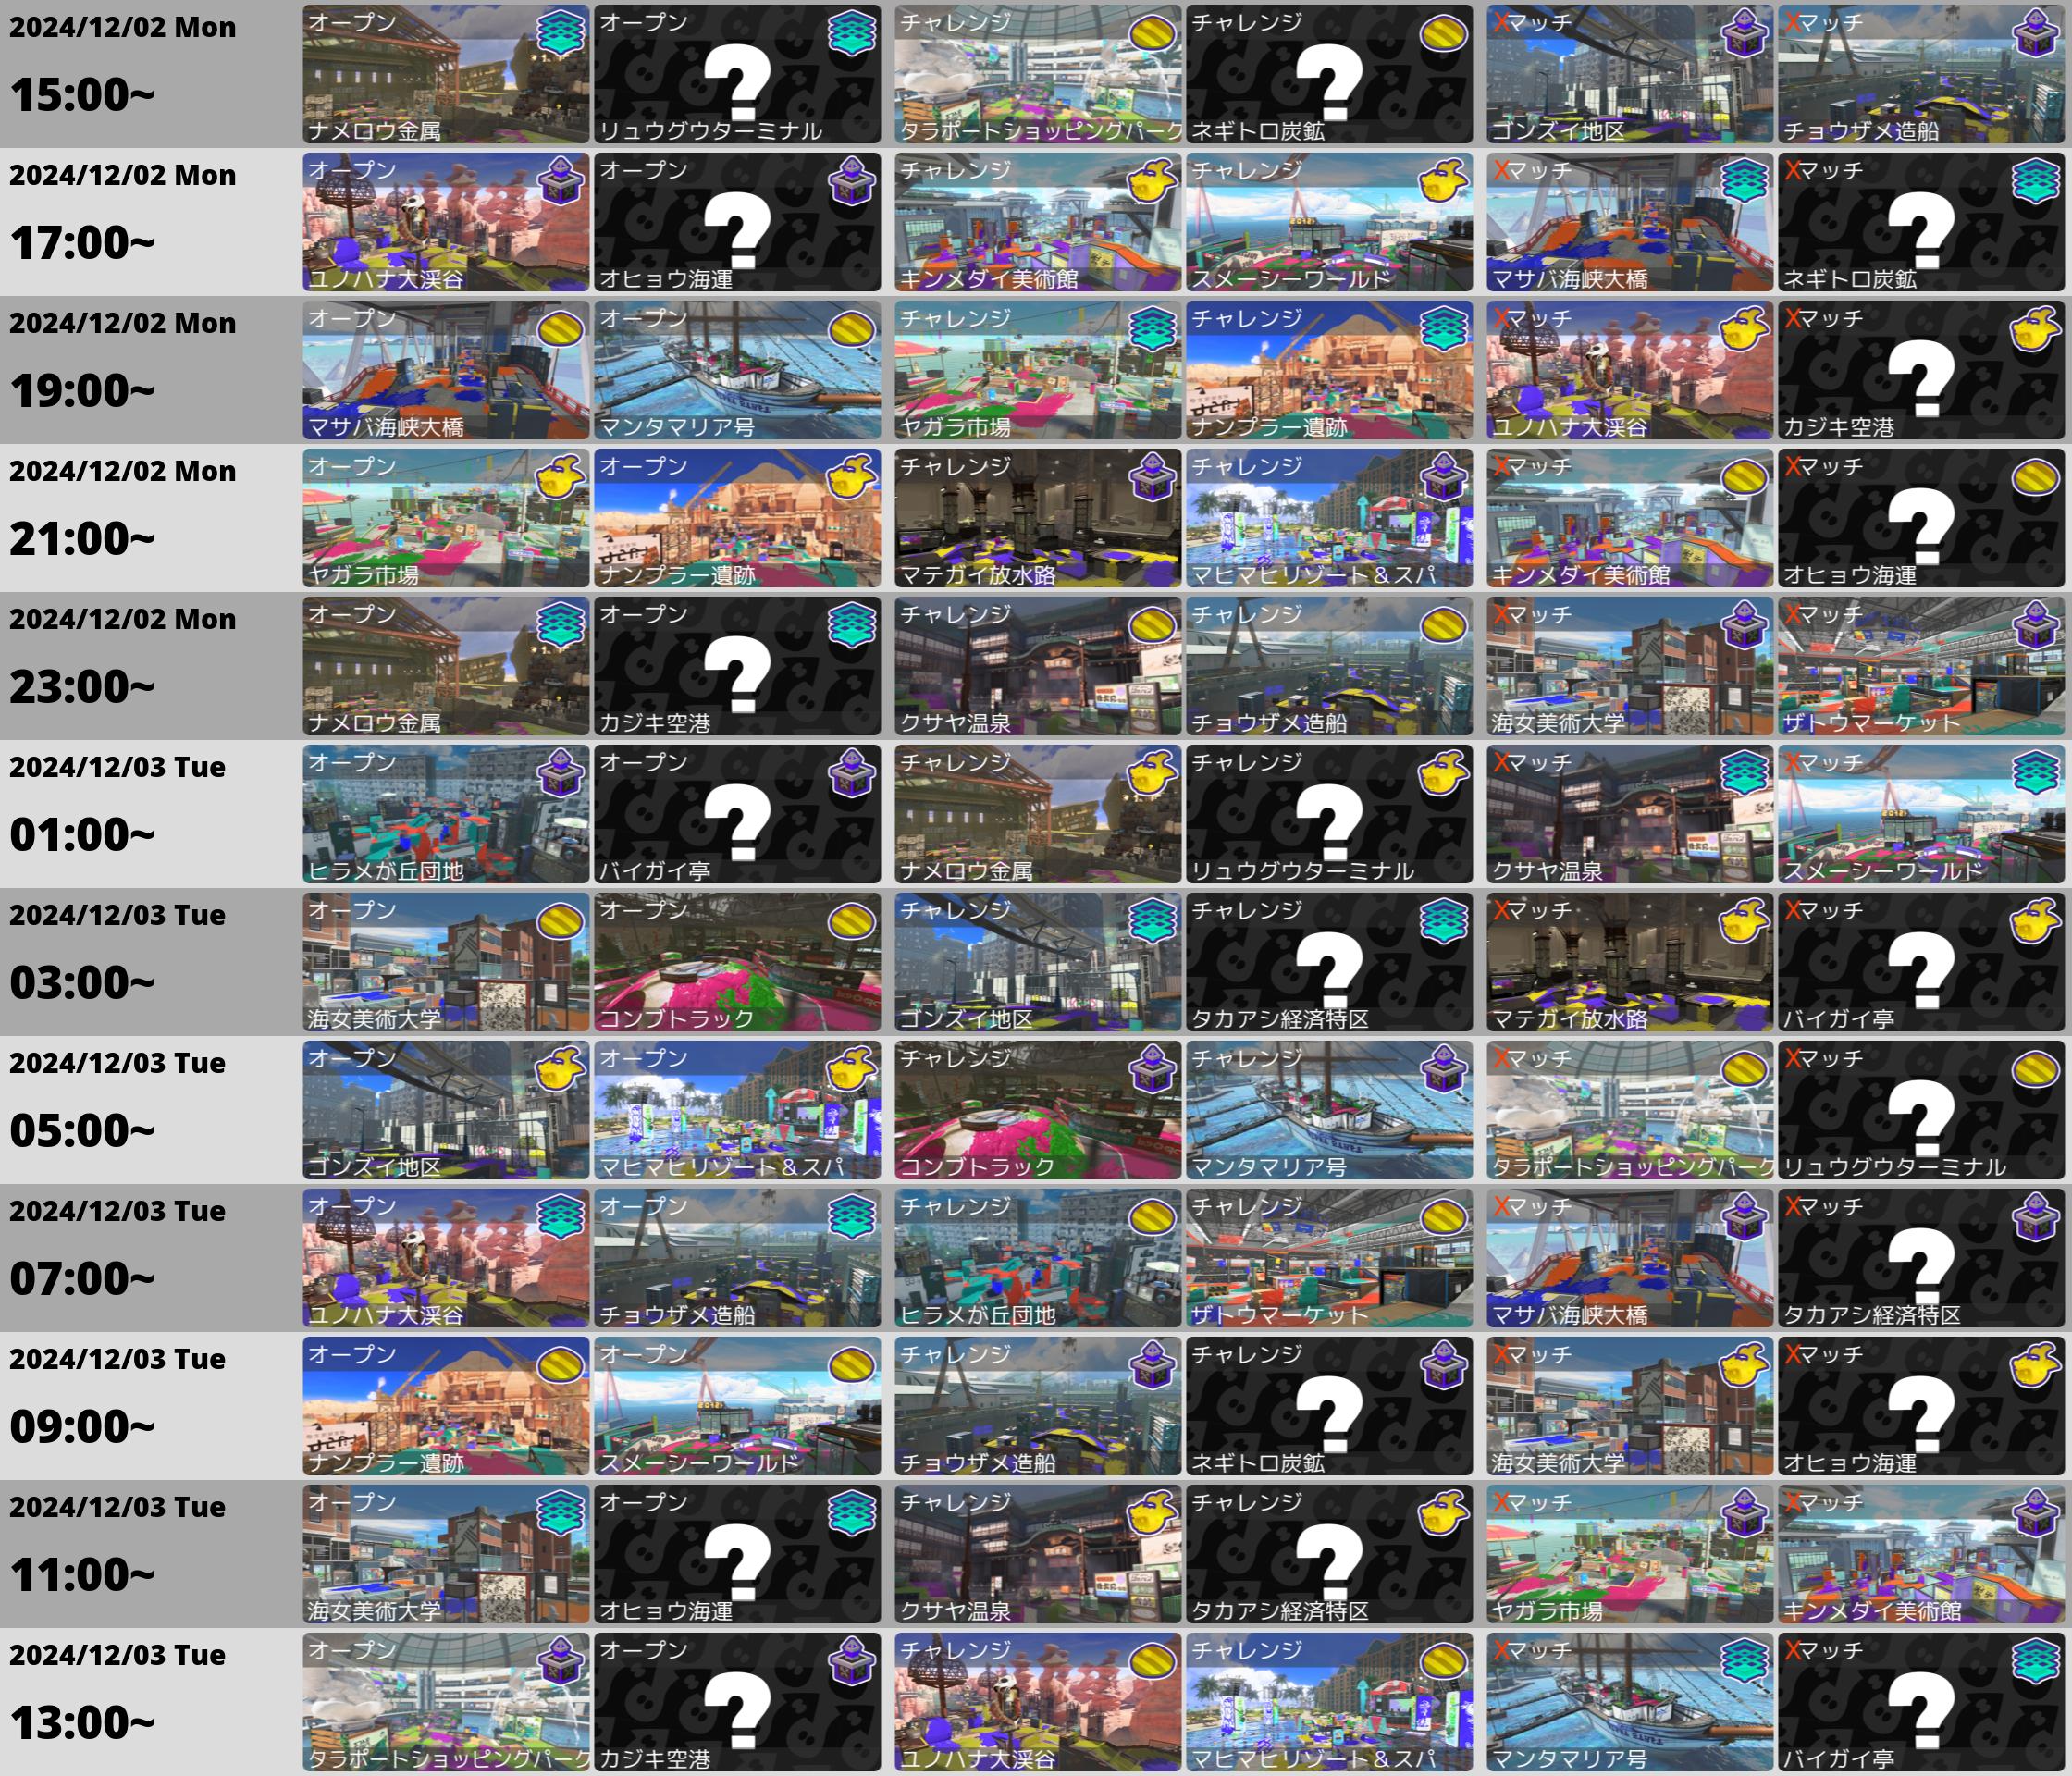 2024/12/02 Mon
15:00~
オープン
ナメロウ金属
オープン
?
リュウグウターミナル
チャレンジ
タラポートショッピングパーク
チャレンジ
?
ネギトロ炭鉱
Xマッチ
ゴンズイ地区
Xマッチ
チョウザメ造船
2024/12/02 Mon
17:00~
オープン
ユノハナ大渓谷
オープン
?
オヒョウ海運
チャレンジ
キンメダイ美術館
チャレンジ
スメーシーワールド
Xマッチ
マサバ海峡大橋
Xマッチ
?
ネギトロ炭鉱
2024/12/02 Mon
19:00~
オープン
マサバ海峡大橋
オープン
マンタマリア号
チャレンジ
ヤガラ市場
チャレンジ
ナンプラー遺跡
Xマッチ
ユノハナ大渓谷
Xマッチ
?
カジキ空港
2024/12/02 Mon
21:00~
オープン
ヤガラ市場
オープン
ナンプラー遺跡
チャレンジ
マテガイ放水路
チャレンジ
マヒマヒリゾート＆スパ
Xマッチ
キンメダイ美術館
Xマッチ
?
オヒョウ海運
2024/12/02 Mon
23:00~
オープン
ナメロウ金属
オープン
?
カジキ空港
チャレンジ
クサヤ温泉
チャレンジ
チョウザメ造船
Xマッチ
海女美術大学
Xマッチ
ザトウマーケット
2024/12/03 Tue
01:00~
オープン
ヒラメが丘団地
オープン
?
バイガイ亭
チャレンジ
ナメロウ金属
チャレンジ
?
リュウグウターミナル
Xマッチ
クサヤ温泉
Xマッチ
スメーシーワールド
2024/12/03 Tue
03:00~
オープン
海女美術大学
オープン
コンブトラック
チャレンジ
ゴンズイ地区
チャレンジ
?
タカアシ経済特区
Xマッチ
マテガイ放水路
Xマッチ
?
バイガイ亭
2024/12/03 Tue
05:00~
オープン
ゴンズイ地区
オープン
マヒマヒリゾート＆スパ
チャレンジ
コンブトラック
チャレンジ
マンタマリア号
Xマッチ
タラポートショッピングパーク
Xマッチ
?
リュウグウターミナル
2024/12/03 Tue
07:00~
オープン
ユノハナ大渓谷
オープン
チョウザメ造船
チャレンジ
ヒラメが丘団地
チャレンジ
ザトウマーケット
Xマッチ
マサバ海峡大橋
Xマッチ
?
タカアシ経済特区
2024/12/03 Tue
09:00~
オープン
ナンプラー遺跡
オープン
スメーシーワールド
チャレンジ
チョウザメ造船
チャレンジ
?
ネギトロ炭鉱
Xマッチ
海女美術大学
Xマッチ
?
オヒョウ海運
2024/12/03 Tue
11:00~
オープン
海女美術大学
オープン
?
オヒョウ海運
チャレンジ
クサヤ温泉
チャレンジ
?
タカアシ経済特区
Xマッチ
ヤガラ市場
Xマッチ
キンメダイ美術館
2024/12/03 Tue
13:00~
オープン
タラポートショッピングパーク
オープン
?
カジキ空港
チャレンジ
ユノハナ大渓谷
チャレンジ
マヒマヒリゾート＆スパ
Xマッチ
マンタマリア号
Xマッチ
?
バイガイ亭